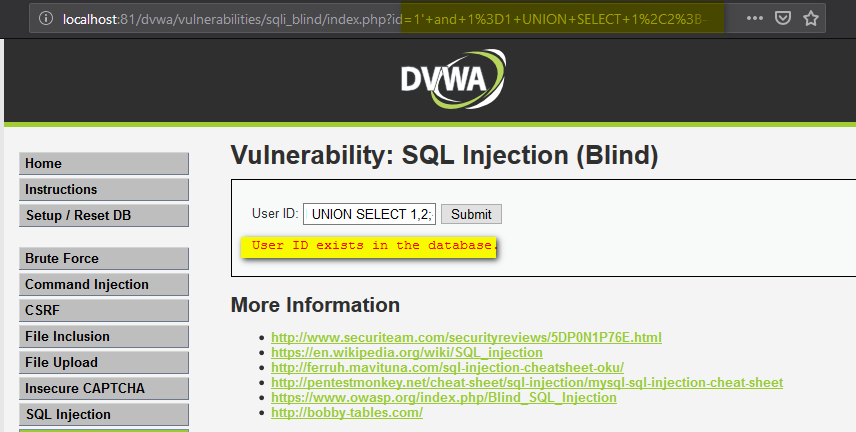 localhost:81/dvwa/vulnerabilities/sqli_blind/index.php?id=1'+and+1%3D1+UNION+SELECT+1%2C2%3B-
DVWA
Home
Instructions
Setup / Reset DB
Brute Force
Command Injection
CSRF
File Inclusion
File Upload
Insecure CAPTCHA
SQL Injection
Vulnerability: SQL Injection (Blind)
User ID: UNION SELECT 1,2; Submit
User ID exists in the database.
More Information
http://www.securiteam.com/securityreviews/5DP0N1P76E.html
https://en.wikipedia.org/wiki/SQL_injection
http://ferruh.mavituna.com/sql-injection-cheatsheet-oku/
http://pentestmonkey.net/cheat-sheet/sql-injection/mysql-sql-injection-cheat-sheet
https://www.owasp.org/index.php/Blind_SQL_Injection
http://bobby-tables.com/